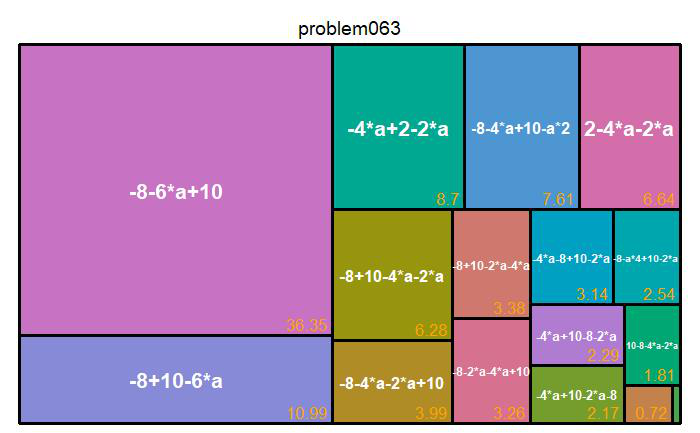 problem063
-8-6*a+10
36.35
-8+10-6*a
10.99
-4*a+2-2*a
8.7
-8-4*a+10-a*2
7.61
2-4*a-2*a
6.64
-8+10-4*a-2*a
6.28
-8-4*a-2*a+10
3.99
-8+10-2*a-4*a
3.38
-8-2*a-4*a+10
3.26
-4*a-8+10-2*a
3.14
-8-a*4+10-2*a
2.54
-4*a+10-8-2*a
2.29
-4*a+10-2*a-8
2.17
10-8-4*a-2*a
1.81
0.72